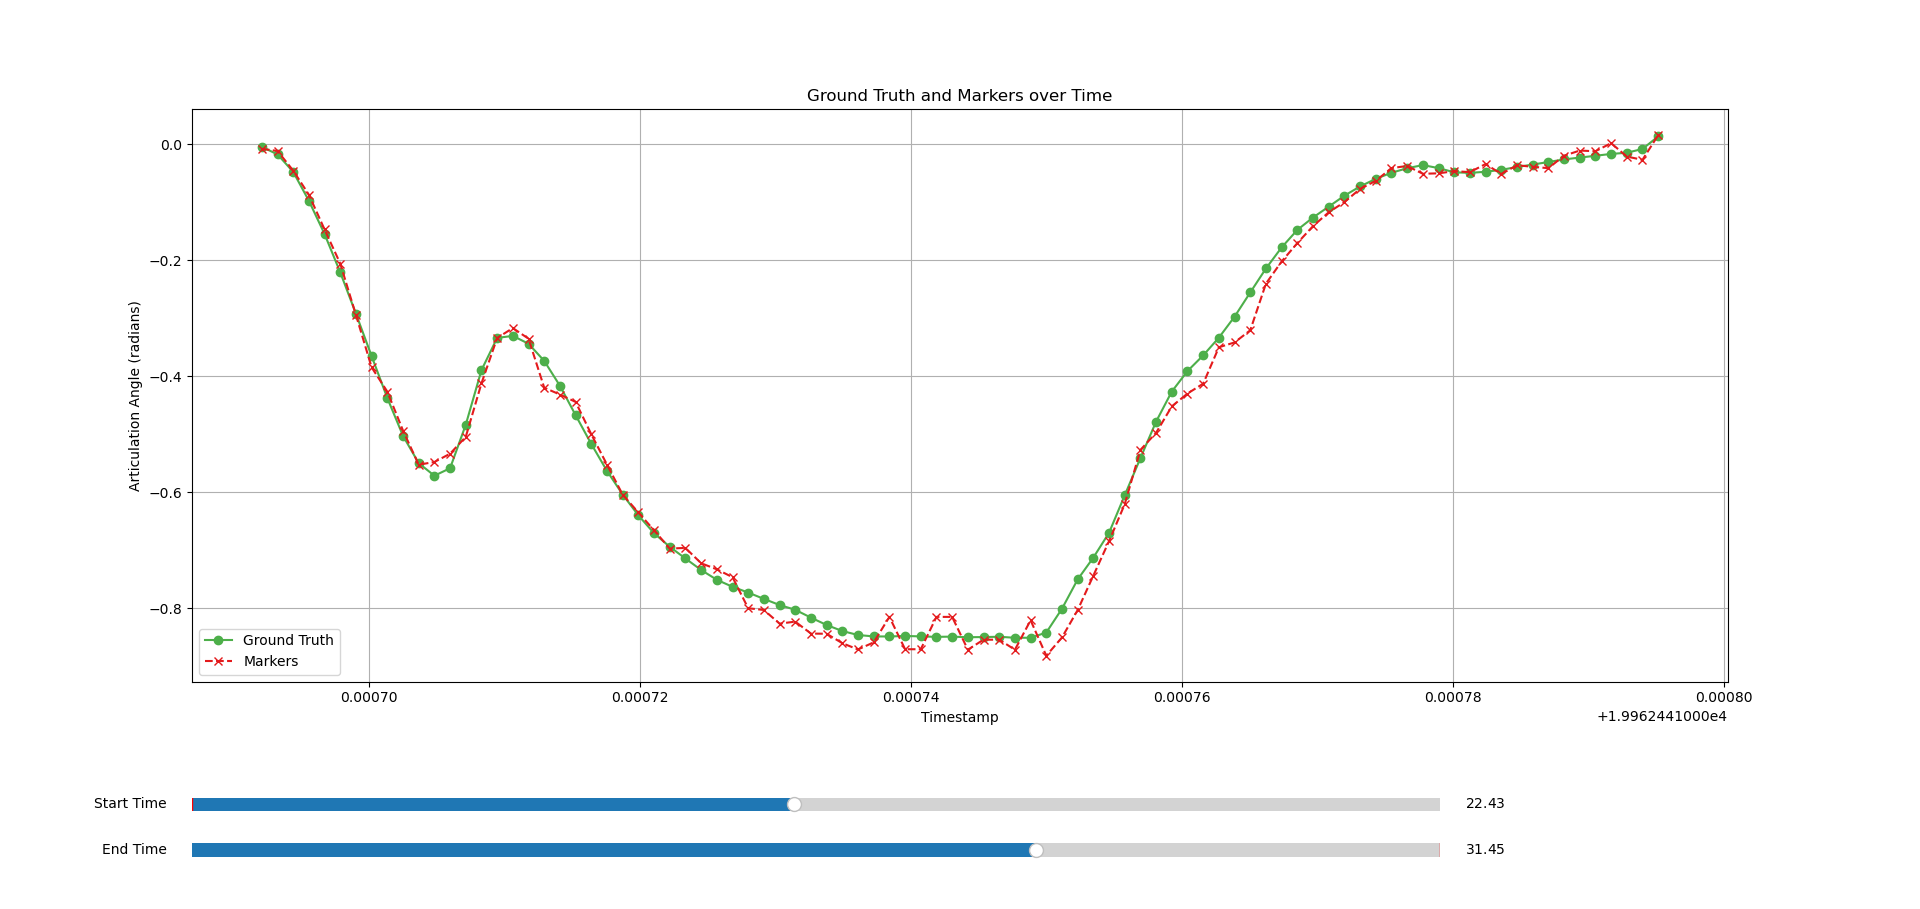 Ground Truth and Markers over Time
Articulation Angle (radians)
0.0
−0.2
−0.4
−0.6
−0.8
Ground Truth
Markers
0.00070 0.00072 0.00074 0.00076 0.00078 0.00080
Timestamp
+1.9962441000e4
Start Time 22.43
End Time 31.45